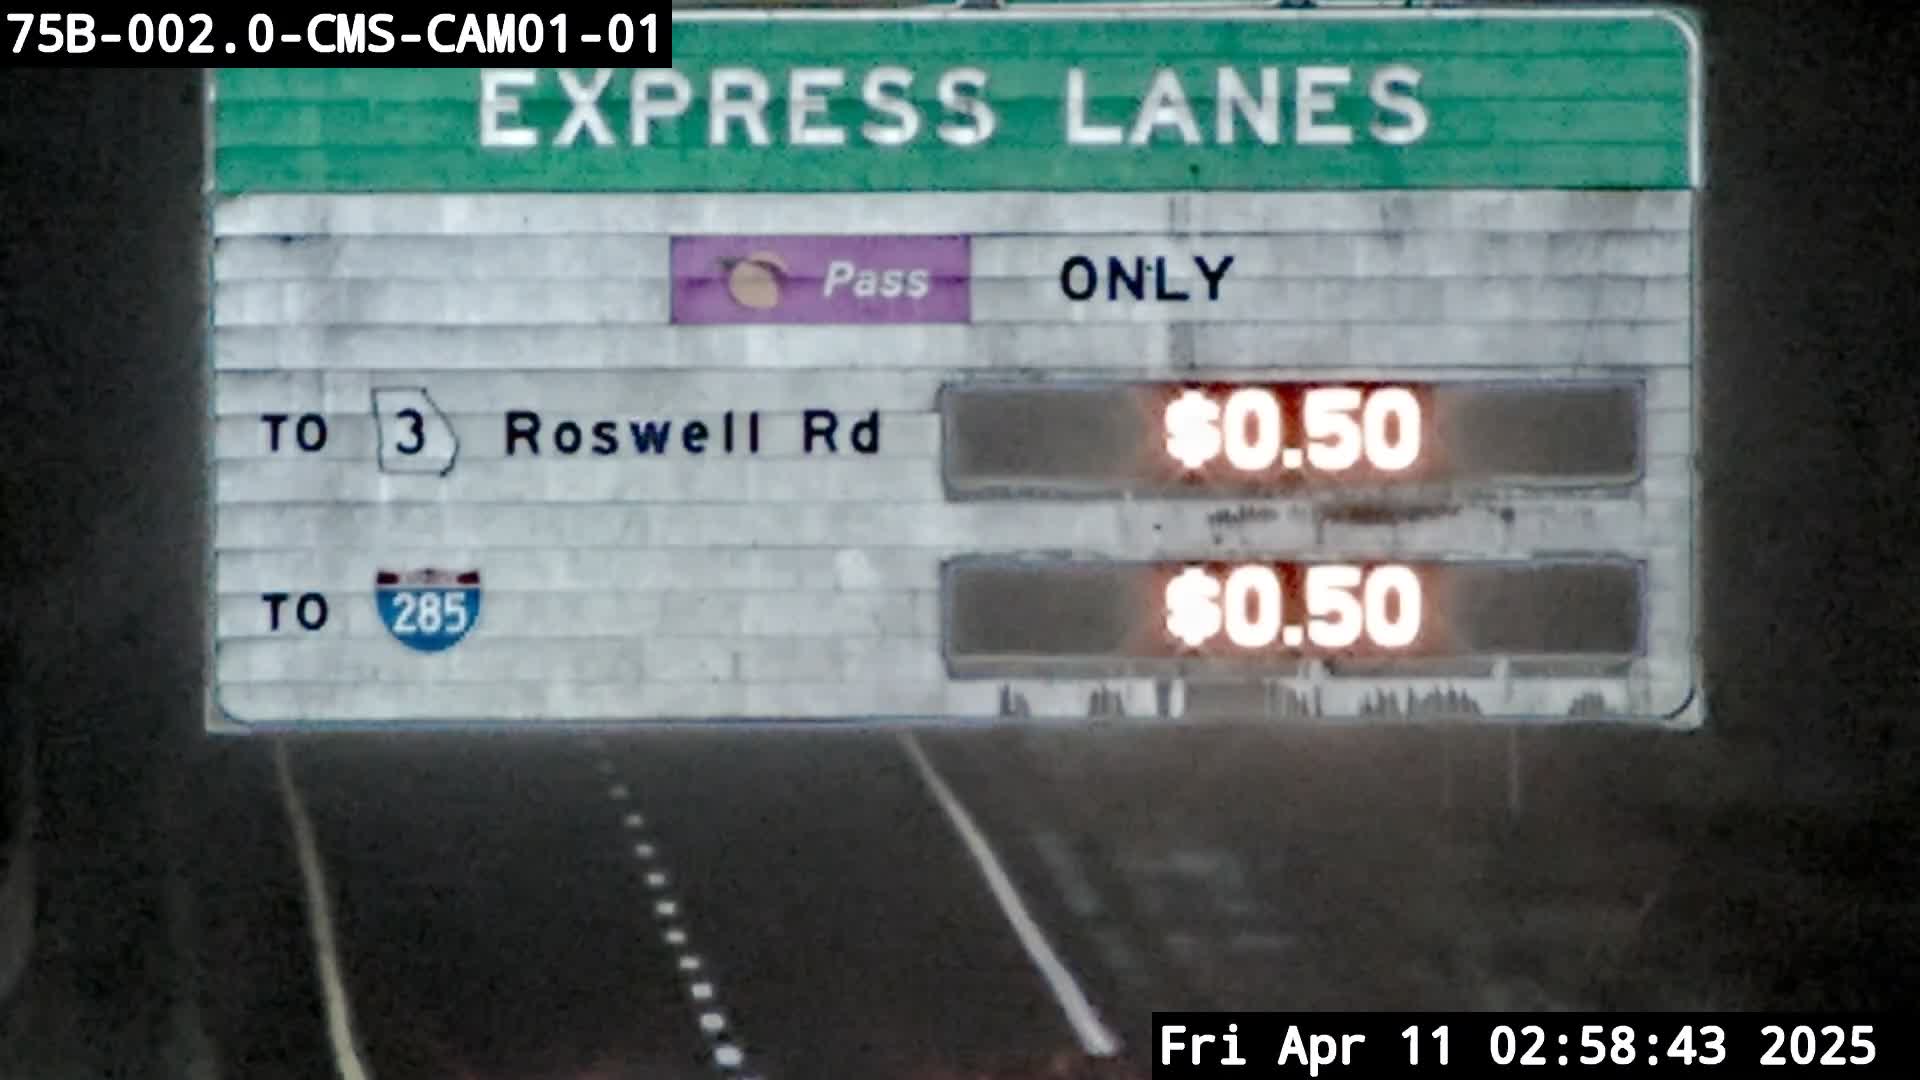 75B-002.0-CMS-CAM01-01
EXPRESS LANES
Pass ONLY
TO 3 Roswell Rd $0.50
TO 285 $0.50
Fri Apr 11 02:58:43 2025